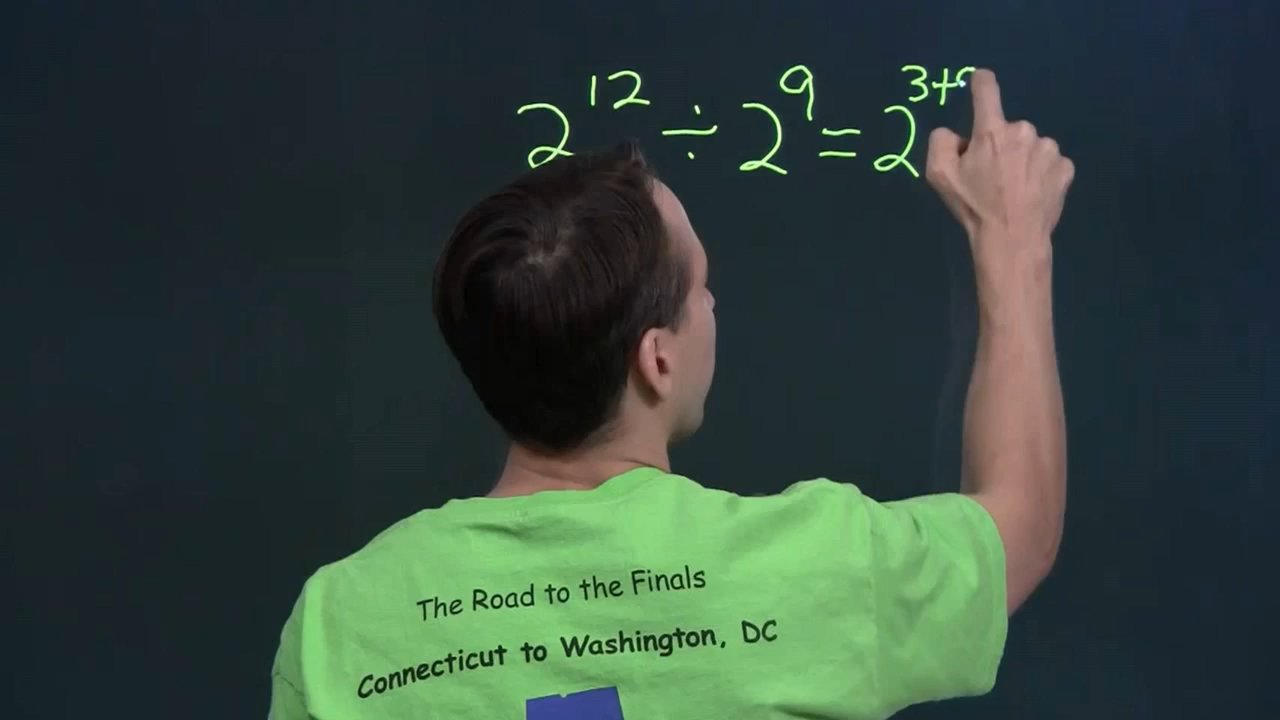 2^12 ÷ 2^9 = 2^3+
The Road to the Finals
Connecticut to Washington, DC